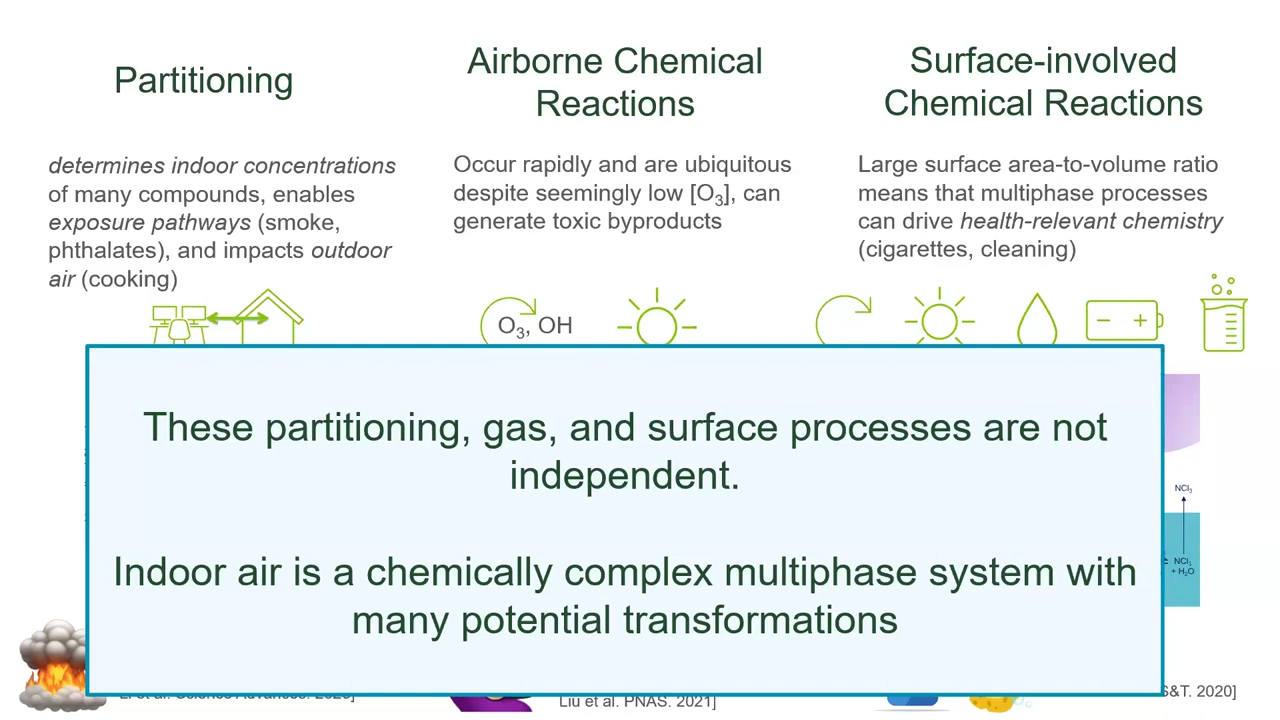 Partitioning
determines indoor concentrations
of many compounds, enables
exposure pathways (smoke,
phthalates), and impacts outdoor
air (cooking)
Airborne Chemical
Reactions
Occur rapidly and are ubiquitous
despite seemingly low [O₃], can
generate toxic byproducts
O₃, OH
Surface-involved
Chemical Reactions
Large surface area-to-volume ratio
means that multiphase processes
can drive health-relevant chemistry
(cigarettes, cleaning)
− +
These partitioning, gas, and surface processes are not
independent.
Indoor air is a chemically complex multiphase system with
many potential transformations
NCl₃
NCl₃
+ H₂O
Liu et al. PNAS. 2021]
S&T. 2020]